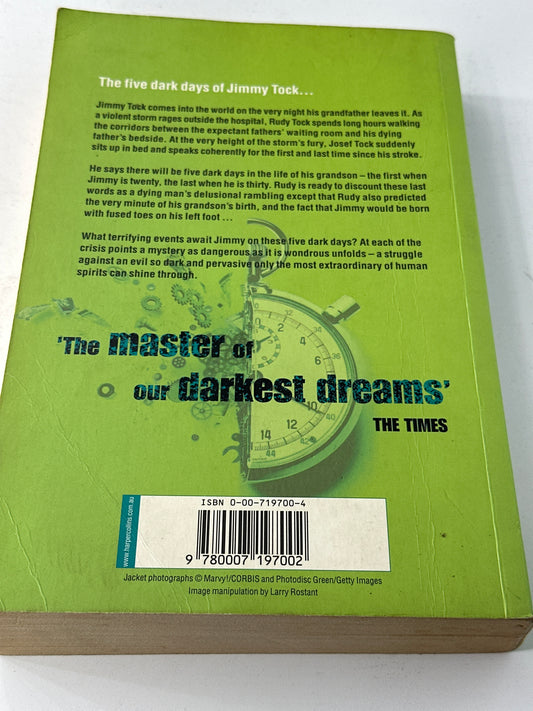 The five dark days of Jimmy Tock...
Jimmy Tock comes into the world on the very night his grandfather leaves it. As
a violent storm rages outside the hospital, Rudy Tock spends long hours walking
the corridors between the expectant fathers' waiting room and his dying
father's bedside. At the very height of the storm's fury, Josef Tock suddenly
sits up in bed and speaks coherently for the first and last time since his stroke.
He says there will be five dark days in the life of his grandson – the first when
Jimmy is twenty, the last when he is thirty. Rudy is ready to discount these last
words as a dying man's delusional rambling except that Rudy also predicted
the very minute of his grandson's birth, and the fact that Jimmy would be born
with fused toes on his left foot ...
What terrifying events await Jimmy on these five dark days? At each of the
crisis points a mystery as dangerous as it is wondrous unfolds – a struggle
against an evil so dark and pervasive only the most extraordinary of human
spirits can shine through.
'The master of
our darkest dreams'
THE TIMES
0
2
4
6
36
10
14
12
44
42
www.harpercollins.com.au
ISBN 0-00-719700-4
9 780007 197002
Jacket photographs © Marvy!/CORBIS and Photodisc Green/Getty Images
Image manipulation by Larry Rostant